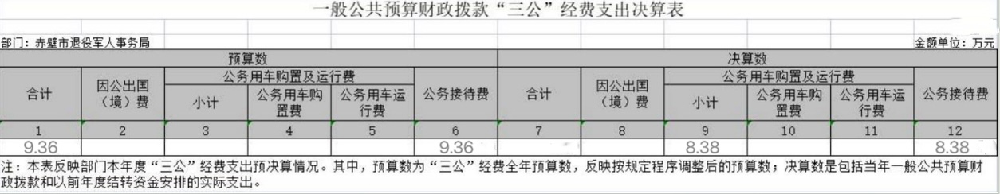 一般公共预算财政拨款“三公”经费支出决算表
部门：赤壁市退役军人事务局 金额单位：万元
预算数 决算数
合计 因公出国（境）费 公务用车购置及运行费 公务接待费 合计 因公出国（境）费 公务用车购置及运行费 公务接待费
小计 公务用车购置费 公务用车运行费 小计 公务用车购置费 公务用车运行费
1 2 3 4 5 6 7 8 9 10 11 12
9.36 9.36 8.38 8.38
注：本表反映部门本年度“三公”经费支出预决算情况。其中，预算数为“三公”经费全年预算数，反映按规定程序调整后的预算数；决算数是包括当年一般公共预算财
政拨款和以前年度结转资金安排的实际支出。